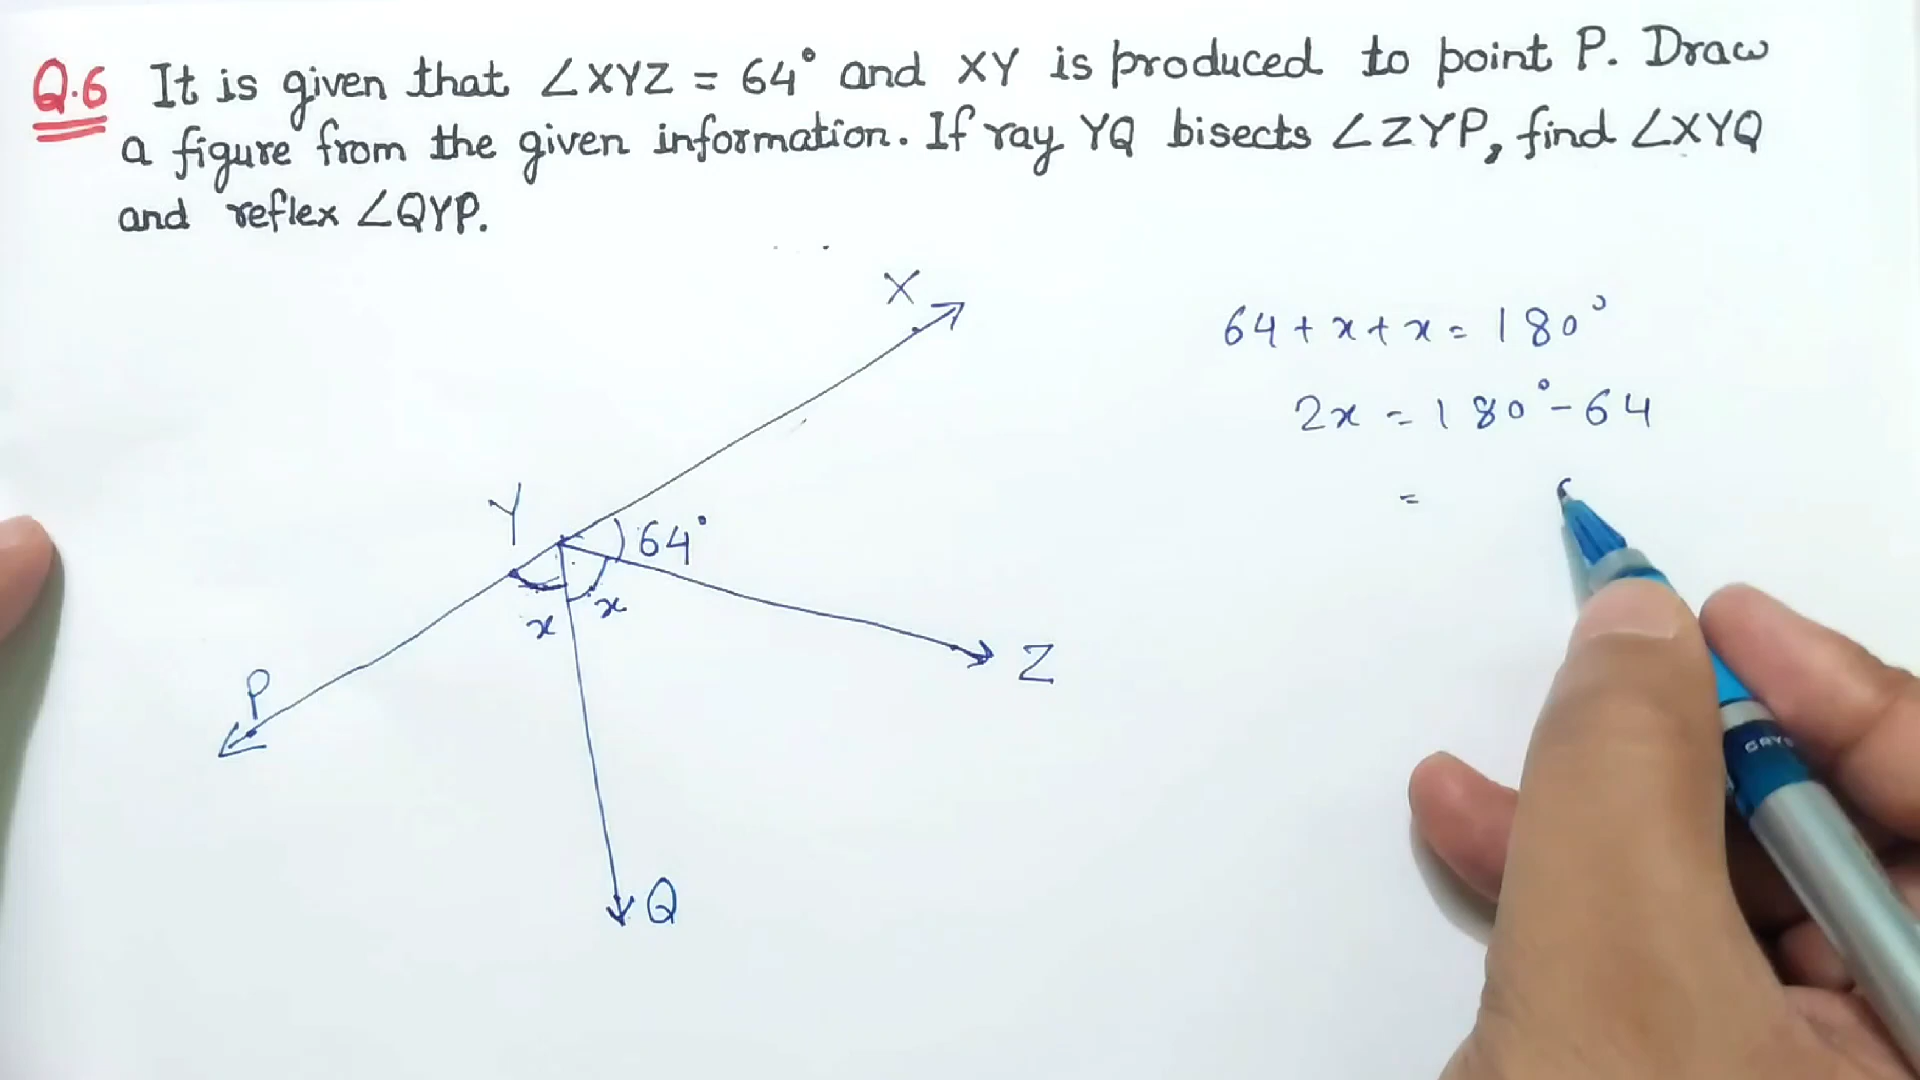 Q.6 It is given that ∠XYZ = 64° and XY is produced to point P. Draw
a figure from the given information. If ray YQ bisects ∠ZYP, find ∠XYQ
and reflex ∠QYP.
X
64 + x + x = 180°
2x = 180° - 64
=
Y
64°
x
x
Z
P
Q